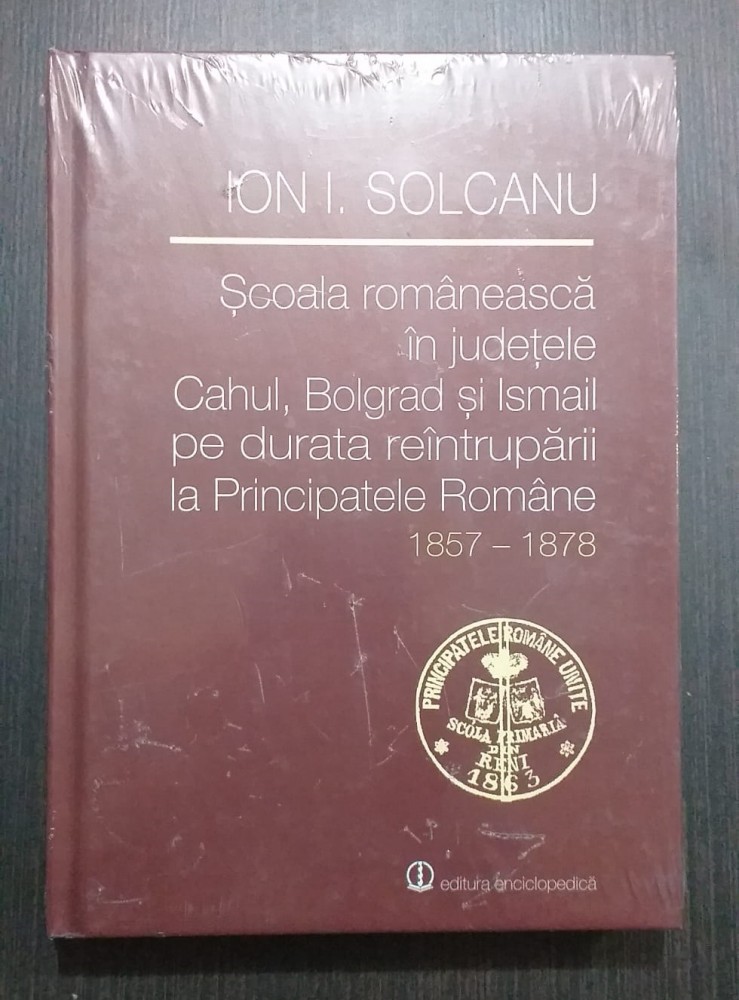 ION I. SOLCANU
Școala românească
în județele
Cahul, Bolgrad și Ismail
pe durata reîntrupării
la Principatele Române
1857 – 1878
PRINCIPATELE ROMÂNE UNITE
SCOLA PRIMARIĂ
DIN
RENI
1863
editura enciclopedică